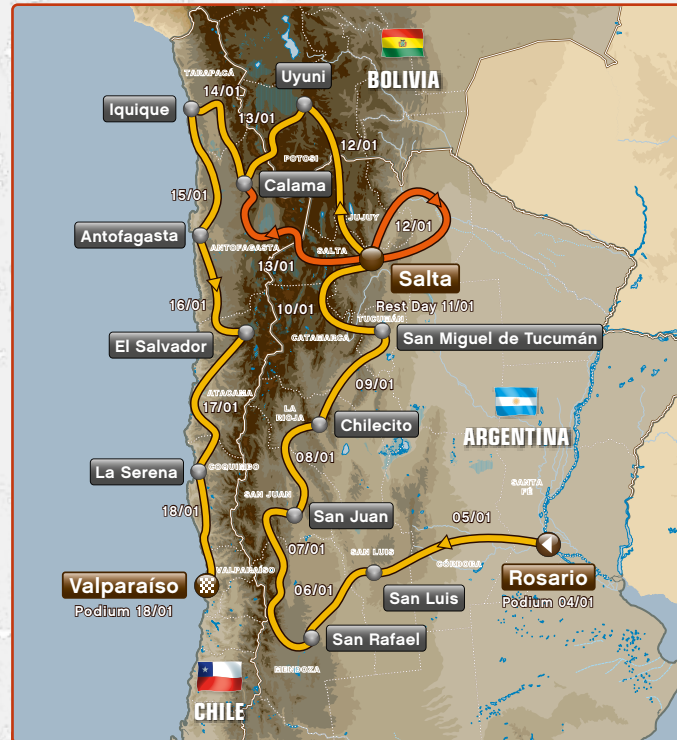 Uyuni
BOLIVIA
TARAPACÁ
14/01
Iquique
13/01
12/01
POTOSI
Calama
15/01
JUJUY
12/01
Antofagasta
ANTOFAGASTA
SALTA
13/01
Salta
Rest Day 11/01
10/01
16/01
TUCUMÁN
El Salvador
CATAMARCA
San Miguel de Tucumán
09/01
ATACAMA
17/01
LA
RIOJA
Chilecito
ARGENTINA
08/01
La Serena
COQUIMBO
SANTA
FÉ
SAN JUAN
18/01
San Juan
05/01
07/01
SAN LUIS
CÓRDOBA
VALPARAÍSO
Valparaíso
Podium 18/01
06/01
San Luis
Rosario
Podium 04/01
San Rafael
MENDOZA
CHILE